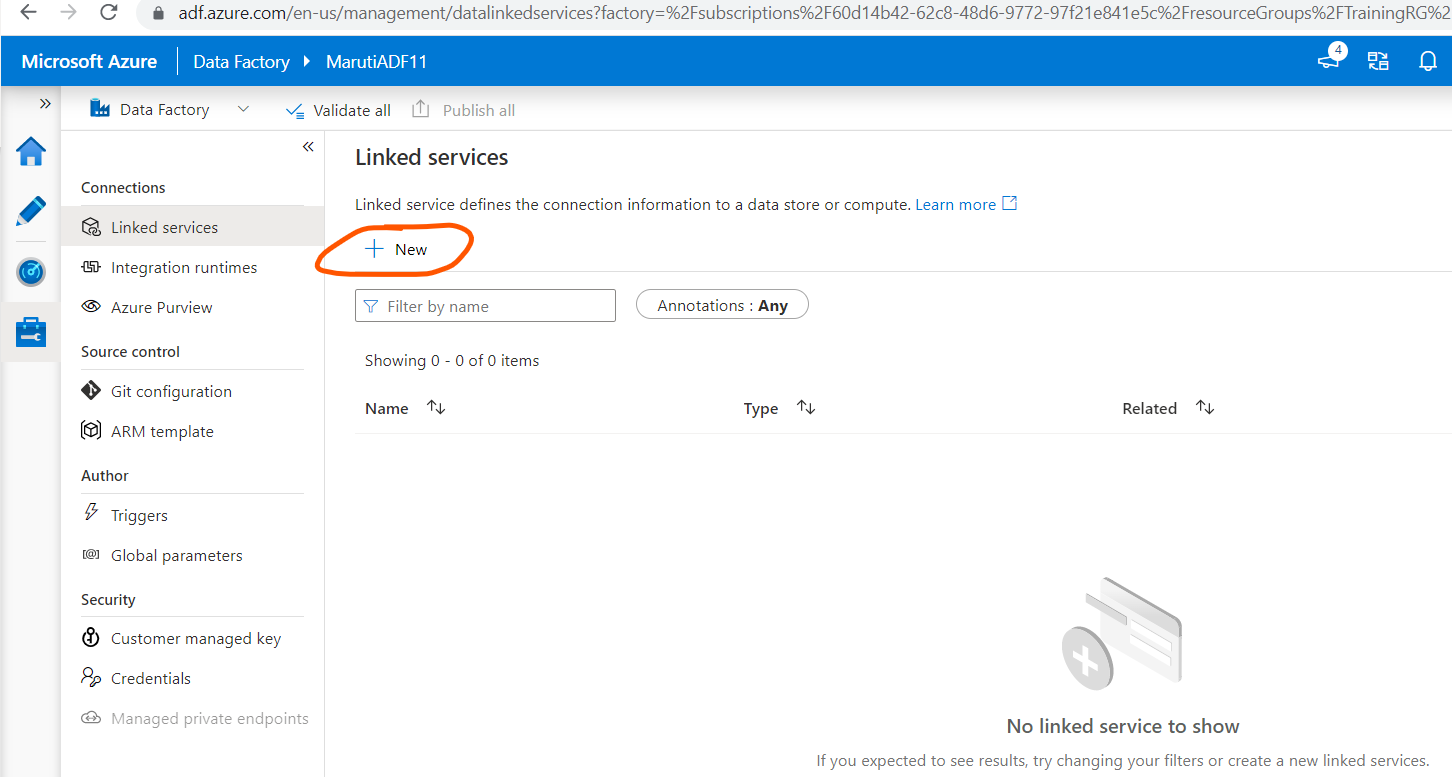 adf.azure.com/en-us/management/datalinkedservices?factory=%2Fsubscriptions%2F60d14b42-62c8-48d6-9772-97f21e841e5c%2FresourceGroups%2FTrainingRG%2
Microsoft Azure Data Factory MarutiADF11 4
Data Factory Validate all Publish all
Connections
Linked services
Integration runtimes
Azure Purview
Source control
Git configuration
ARM template
Author
Triggers
Global parameters
Security
Customer managed key
Credentials
Managed private endpoints
Linked services
Linked service defines the connection information to a data store or compute. Learn more
New
Filter by name Annotations : Any
Showing 0 - 0 of 0 items
Name Type Related
No linked service to show
If you expected to see results, try changing your filters or create a new linked services.